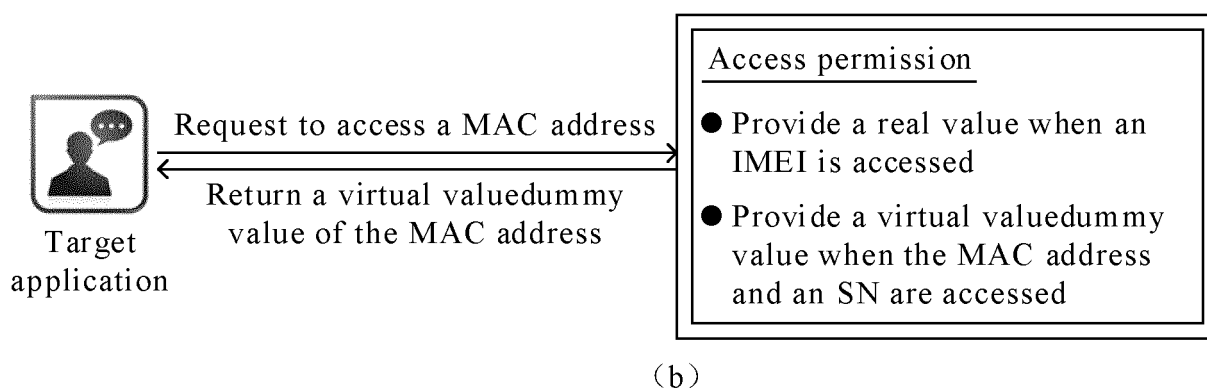 Access permission
Request to access a MAC address
● Provide a real value when an
IMEI is accessed
Return a virtual valuedummy
value of the MAC address
● Provide a virtual valuedummy
value when the MAC address
and an SN are accessed
Target
application
（b）